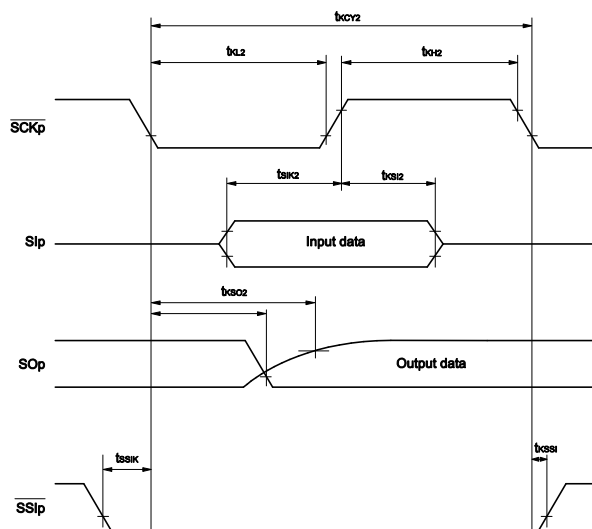 tKCY2
tKL2
tKH2
SCKp
tSIK2
tKSI2
SIp
Input data
tKSO2
SOp
Output data
tSSIK
tKSSI
SSIp